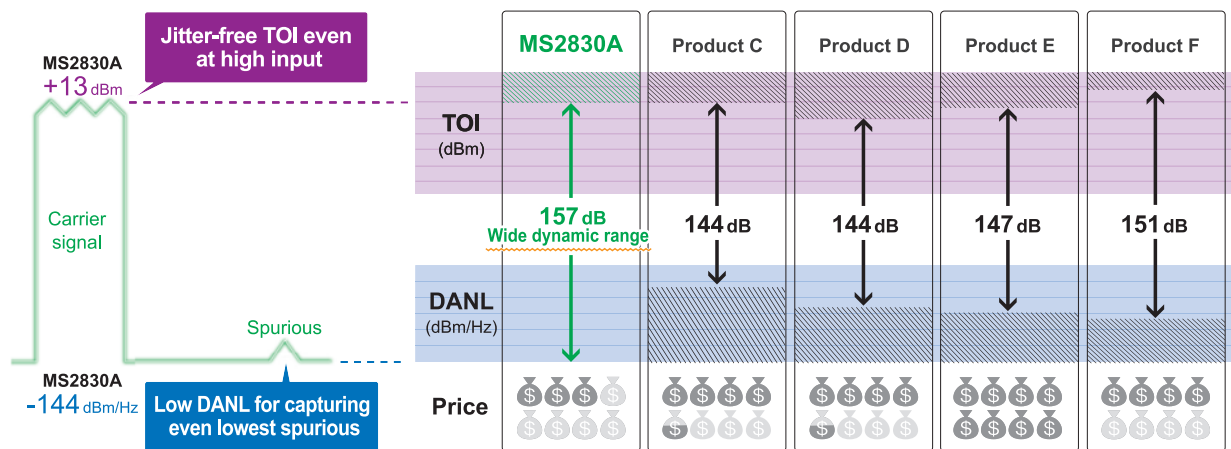 Jitter-free TOI even
at high input
MS2830A
+13 dBm
Carrier
signal
Spurious
MS2830A
-144 dBm/Hz
Low DANL for capturing
even lowest spurious
MS2830A
Product C
Product D
Product E
Product F
TOI
(dBm)
157 dB
Wide dynamic range
144 dB
144 dB
147 dB
151 dB
DANL
(dBm/Hz)
Price
$ $ $ $ $ $ $ $ $ $ $ $ $ $ $ $ $ $ $ $
$ $ $ $ $ $ $ $ $ $ $ $ $ $ $ $ $ $ $ $